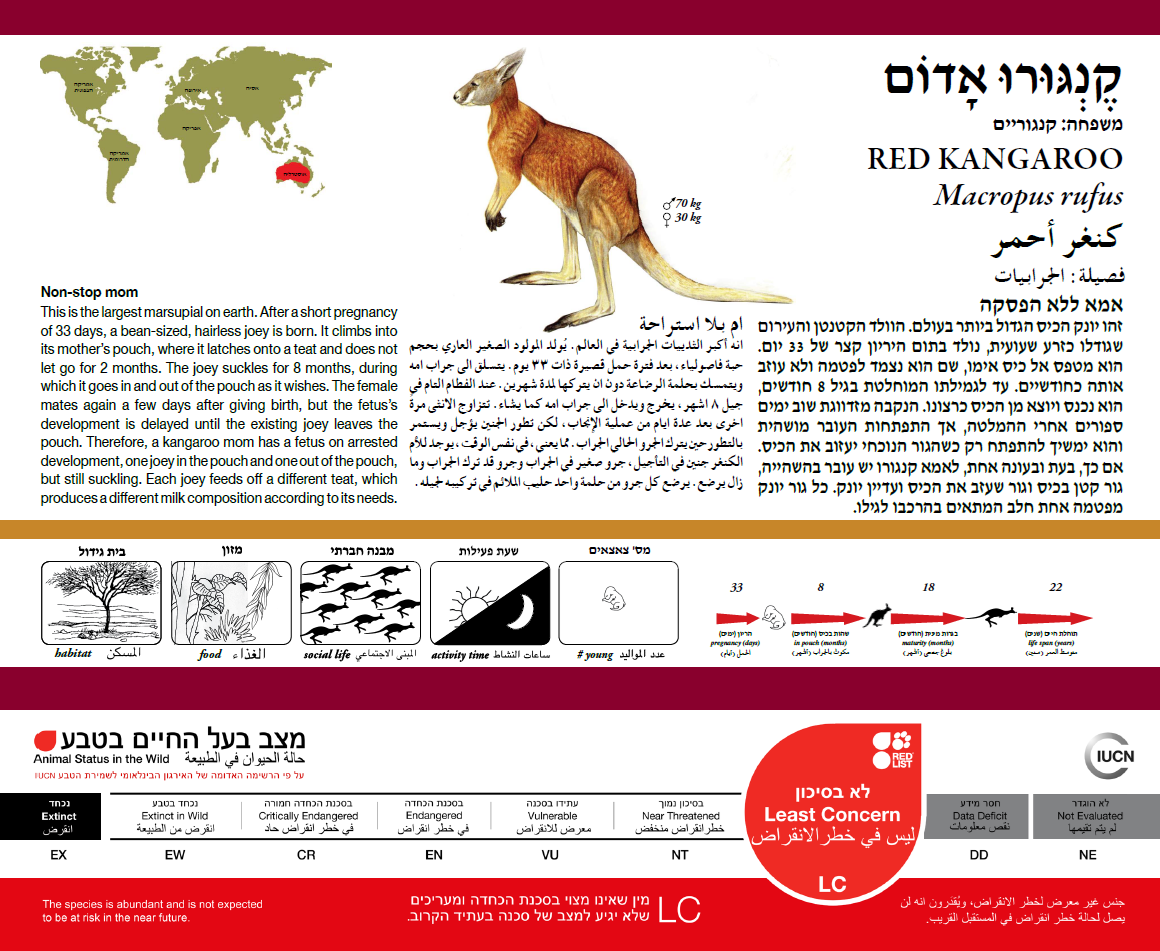 אמריקה
הצפונית
אירופה
אסיה
אפריקה
אמריקה
הדרומית
אוסטרליה
♂70 kg
♀30 kg
קֶנְגּוּרוּ אָדוֹם
משפחה: קנגוריים
RED KANGAROO
Macropus rufus
كنغر أحمر
فصيلة: الجرابيات
Non-stop mom
This is the largest marsupial on earth. After a short pregnancy
of 33 days, a bean-sized, hairless joey is born. It climbs into
its mother's pouch, where it latches onto a teat and does not
let go for 2 months. The joey suckles for 8 months, during
which it goes in and out of the pouch as it wishes. The female
mates again a few days after giving birth, but the fetus's
development is delayed until the existing joey leaves the
pouch. Therefore, a kangaroo mom has a fetus on arrested
development, one joey in the pouch and one out of the pouch,
but still suckling. Each joey feeds off a different teat, which
produces a different milk composition according to its needs.
ام بلا استراحة
انه أكبر الثدييات الجرابية في العالم. يُولد المولود الصغير العاري بحجم
حبة فاصولياء، بعد فترة حمل قصيرة ذات ٣٣ يوم. يتسلق الى جراب امه
ويتمسك بحلمة الرضاعة دون ان يتركها لمدة شهرين. عند الفطام التام في
جيل ٨ اشهر، يخرج ويدخل الى جراب امه كما يشاء. تتزاوج الانثى مرة
اخرى بعد عدة ايام من عملية الإنجاب، لكن تطور الجنين يؤجل ويستمر
بالتطور حين يترك الجرو الحالي الجراب. مما يعني، في نفس الوقت، يوجد للأم
الكنغر جنين في التأجيل، جرو صغير في الجراب وجرو قد ترك الجراب وما
زال يرضع. يرضع كل جرو من حلمة واحد حليب الملائم في تركيبه لجيله.
אמא ללא הפסקה
זהו יונק הכיס הגדול ביותר בעולם. הוולד הקטנטן והעירום
שגודלו כזרע שעועית, נולד בתום היריון קצר של 33 יום.
הוא מטפס אל כיס אימו, שם הוא נצמד לפטמה ולא עוזב
אותה כחודשיים. עד לגמילתו המוחלטת בגיל 8 חודשים,
הוא נכנס ויוצא מן הכיס כרצונו. הנקבה מזדווגת שוב ימים
ספורים אחרי ההמלטה, אך התפתחות העובר מושהית
והוא ימשיך להתפתח רק כשהגור הנוכחי יעזוב את הכיס.
אם כך, בעת ובעונה אחת, לאמא קנגורו יש עובר בהשהייה,
גור קטן בכיס וגור שעזב את הכיס ועדיין יונק. כל גור יונק
מפטמה אחת חלב המתאים בהרכבו לגילו.
בית גידול
habitat المسكن
מזון
food الغذاء
מבנה חברתי
social life المبنى الاجتماعي
שעת פעילות
activity time ساعات النشاط
מס' צאצאים
# young عدد المواليد
33
8
18
22
הריון (ימים)
pregnancy (days)
الحمل (أيام)
שהות בכיס (חודשים)
in pouch (months)
مكوث بالجراب (أشهر)
בגרות מינית (חודשים)
maturity (months)
بلوغ جنسي (أشهر)
תוחלת חיים (שנים)
life span (years)
متوسط العمر (سنين)
מצב בעל החיים בטבע
Animal Status in the Wild حالة الحيوان في الطبيعة
על פי הרשימה האדומה של האירגון הבינלאומי לשמירת הטבע IUCN
RED
LIST
IUCN
נכחד
Extinct
انقرض
EX
נכחד בטבע
Extinct in Wild
انقرض من الطبيعة
EW
בסכנת הכחדה חמורה
Critically Endangered
في خطر انقراض حاد
CR
בסכנת הכחדה
Endangered
في خطر انقراض
EN
עתידו בסכנה
Vulnerable
معرض للانقراض
VU
בסיכון נמוך
Near Threatened
خطر انقراض منخفض
NT
לא בסיכון
Least Concern
ليس في خطر الانقراض
LC
חסר מידע
Data Deficit
نقص معلومات
DD
לא הוגדר
Not Evaluated
لم يتم تقيمها
NE
The species is abundant and is not expected
to be at risk in the near future.
LC
מין שאינו מצוי בסכנת הכחדה ומעריכים
שלא יגיע למצב של סכנה בעתיד הקרוב.
جنس غير معرض لخطر الانقراض، ويُقدرون انه لن
يصل لحالة خطر انقراض في المستقبل القريب.